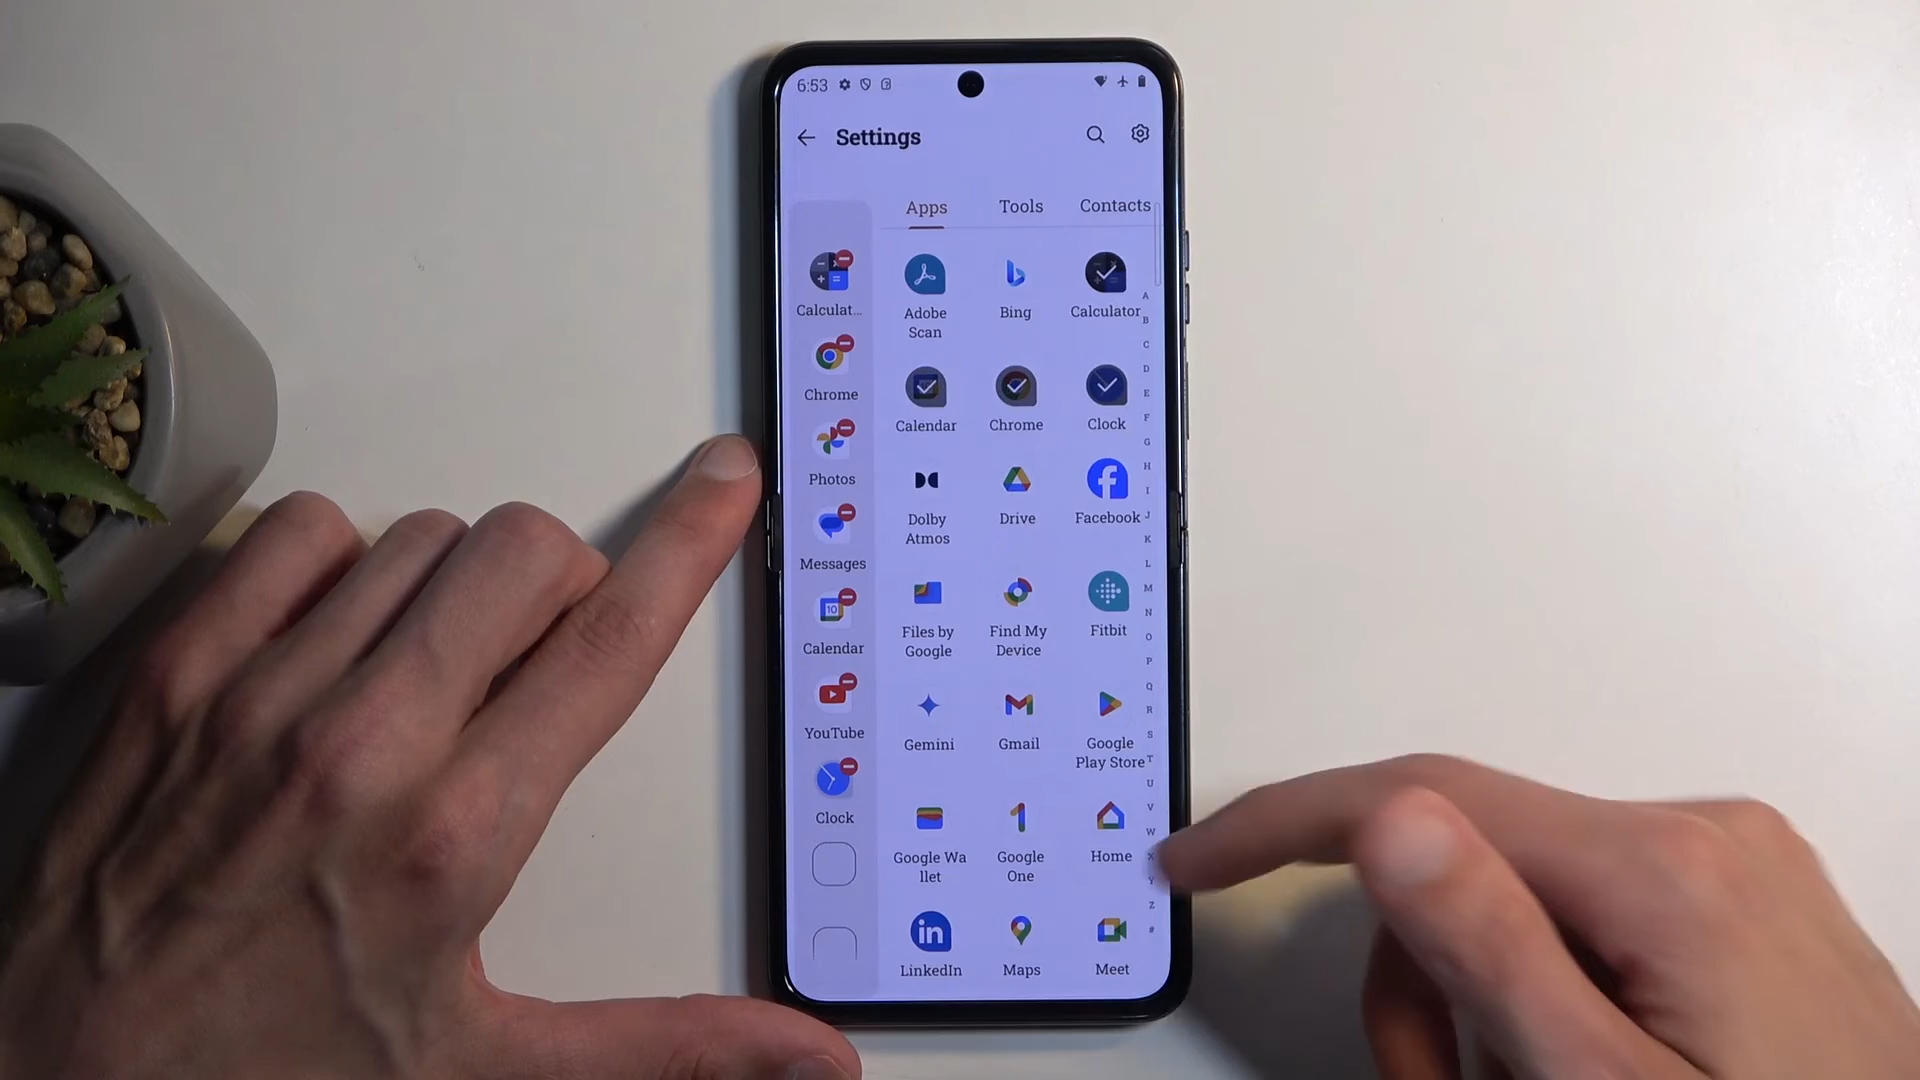 6:53
Settings
Apps Tools Contacts
Calculat...
Chrome
Photos
Messages
Calendar
10
YouTube
Clock
Adobe
Scan
Bing
Calculator
Calendar
Chrome
Clock
Dolby
Atmos
Drive
Facebook
Files by
Google
Find My
Device
Fitbit
Gemini
Gmail
Google
Play Store
Google Wa
llet
Google
One
Home
in
LinkedIn
Maps
Meet
A
B
C
D
E
F
G
H
I
J
K
L
M
N
O
P
Q
R
S
T
U
V
W
X
Y
Z
#